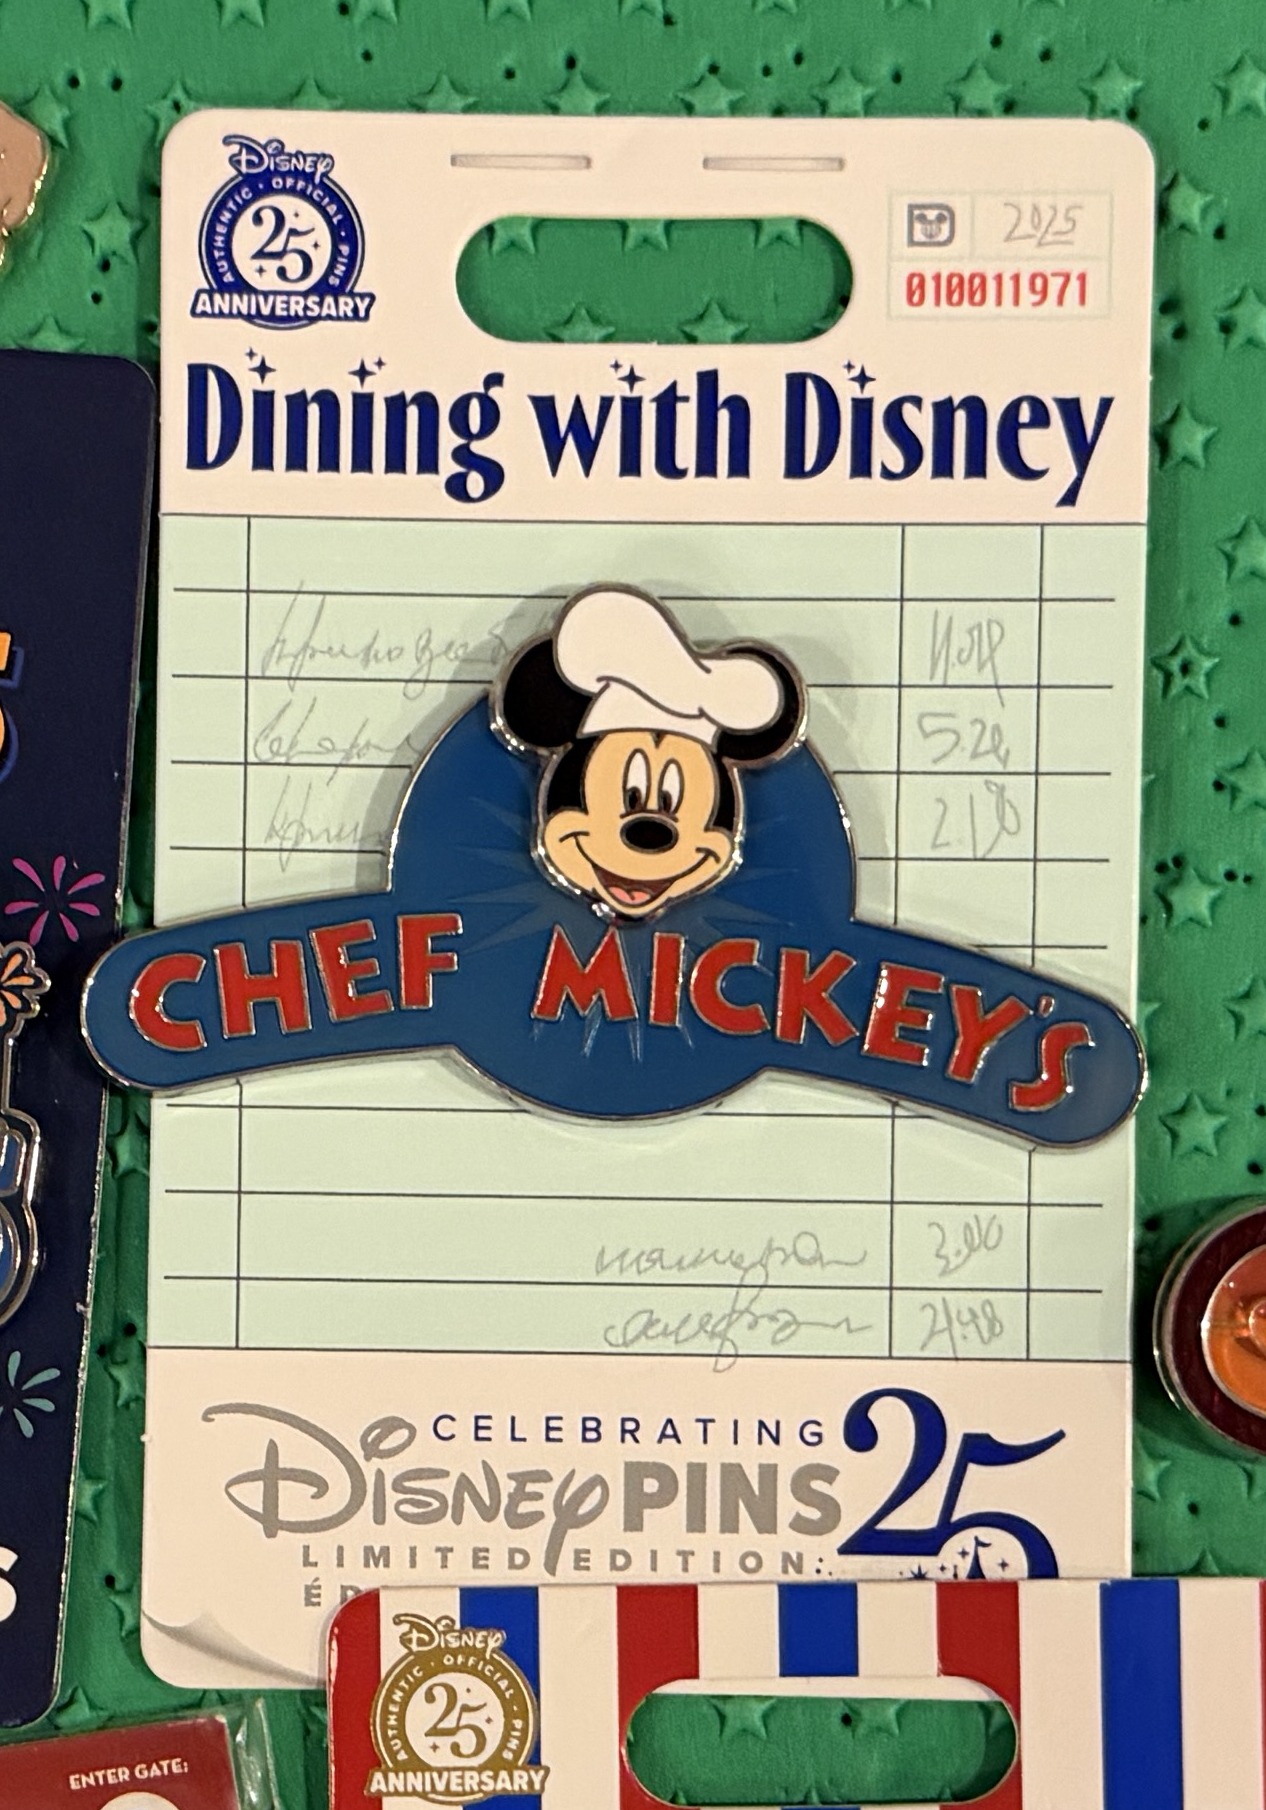 Disney
AUTHENTIC · OFFICIAL · PINS
25
ANNIVERSARY
2025
010011971
Dining with Disney
5.26
CHEF MICKEY'S
CELEBRATING
Disney PINS 25
LIMITED EDITION:
Disney
AUTHENTIC · OFFICIAL · PINS
25
ANNIVERSARY
ENTER GATE: